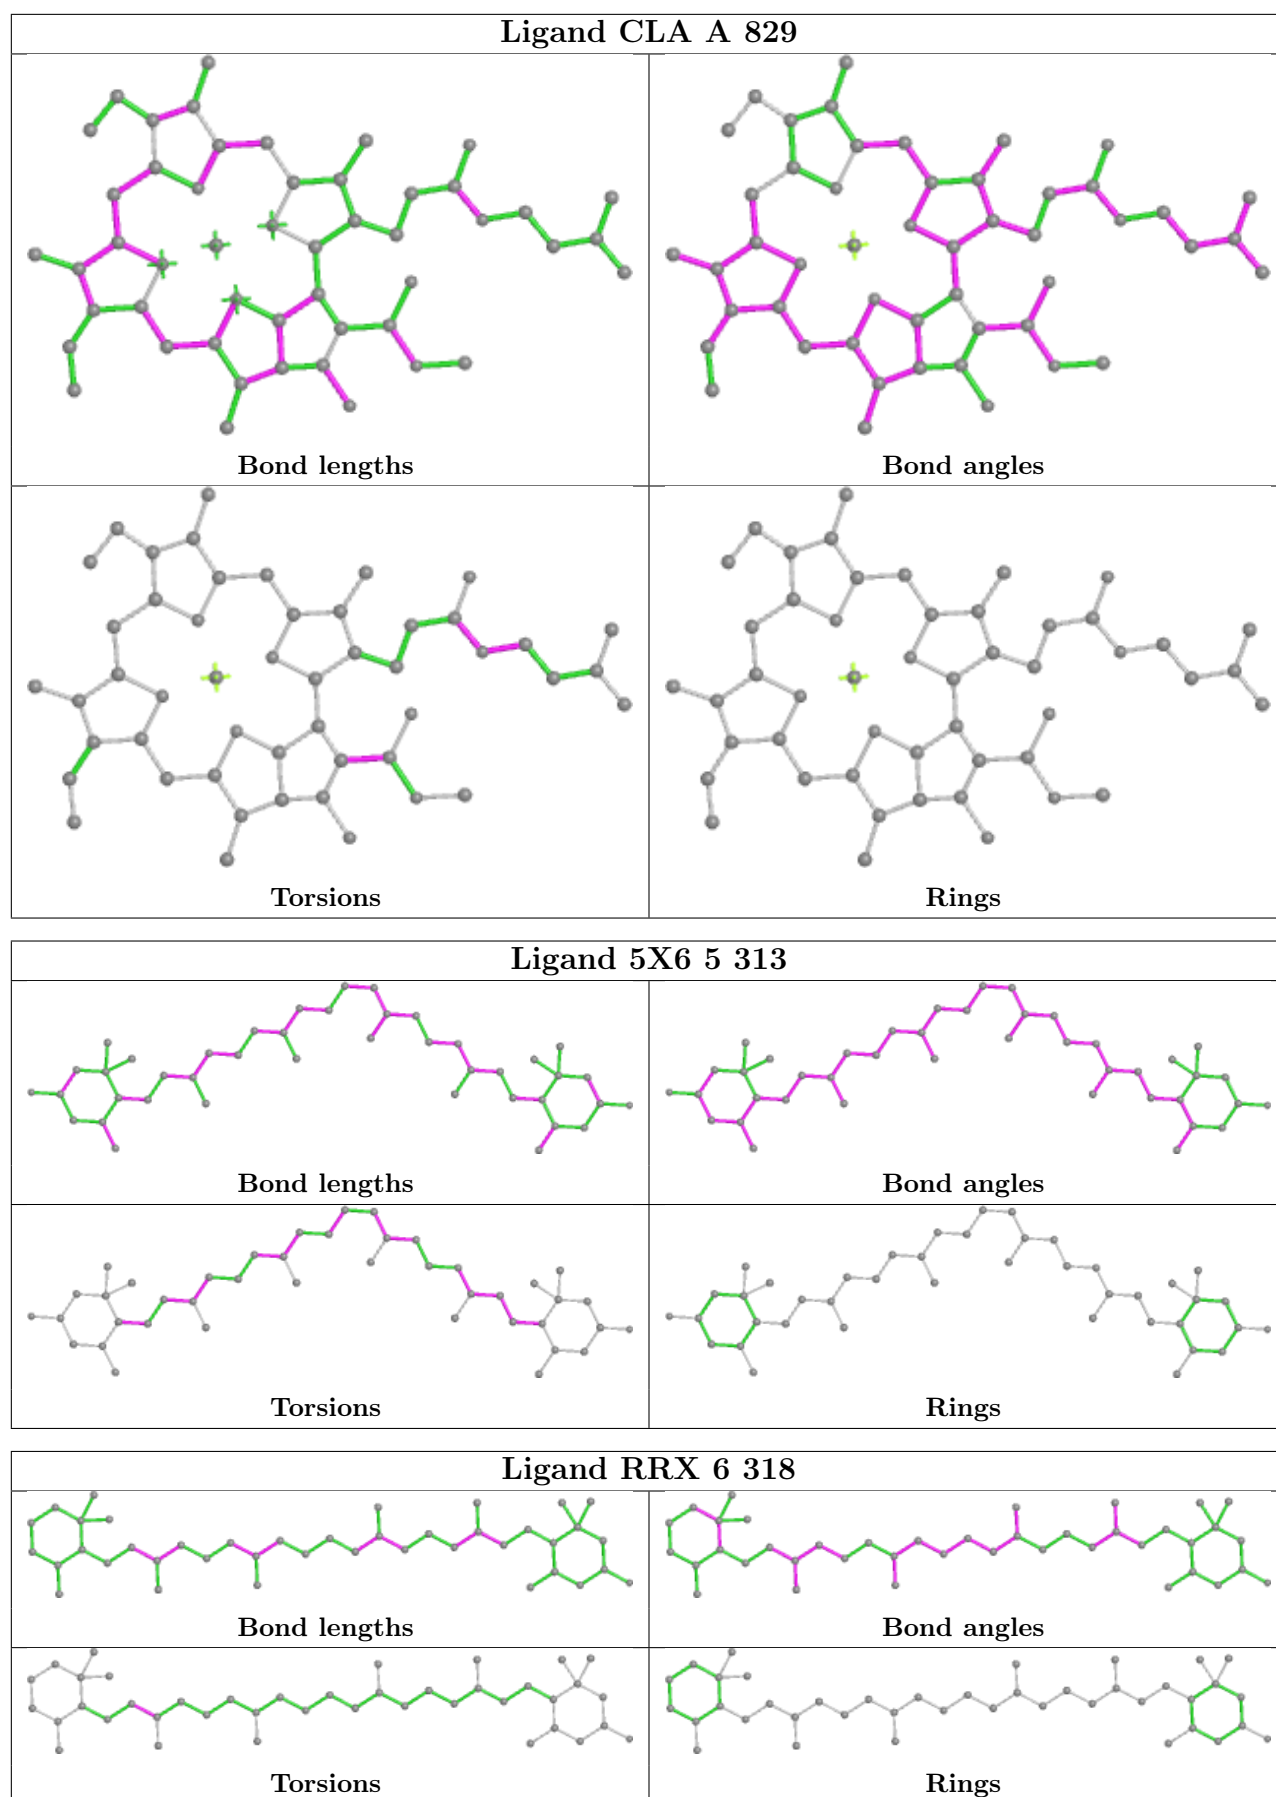 Ligand CLA A 829
Bond lengths
Bond angles
Torsions
Rings
Ligand 5X6 5 313
Bond lengths
Bond angles
Torsions
Rings
Ligand RRX 6 318
Bond lengths
Bond angles
Torsions
Rings